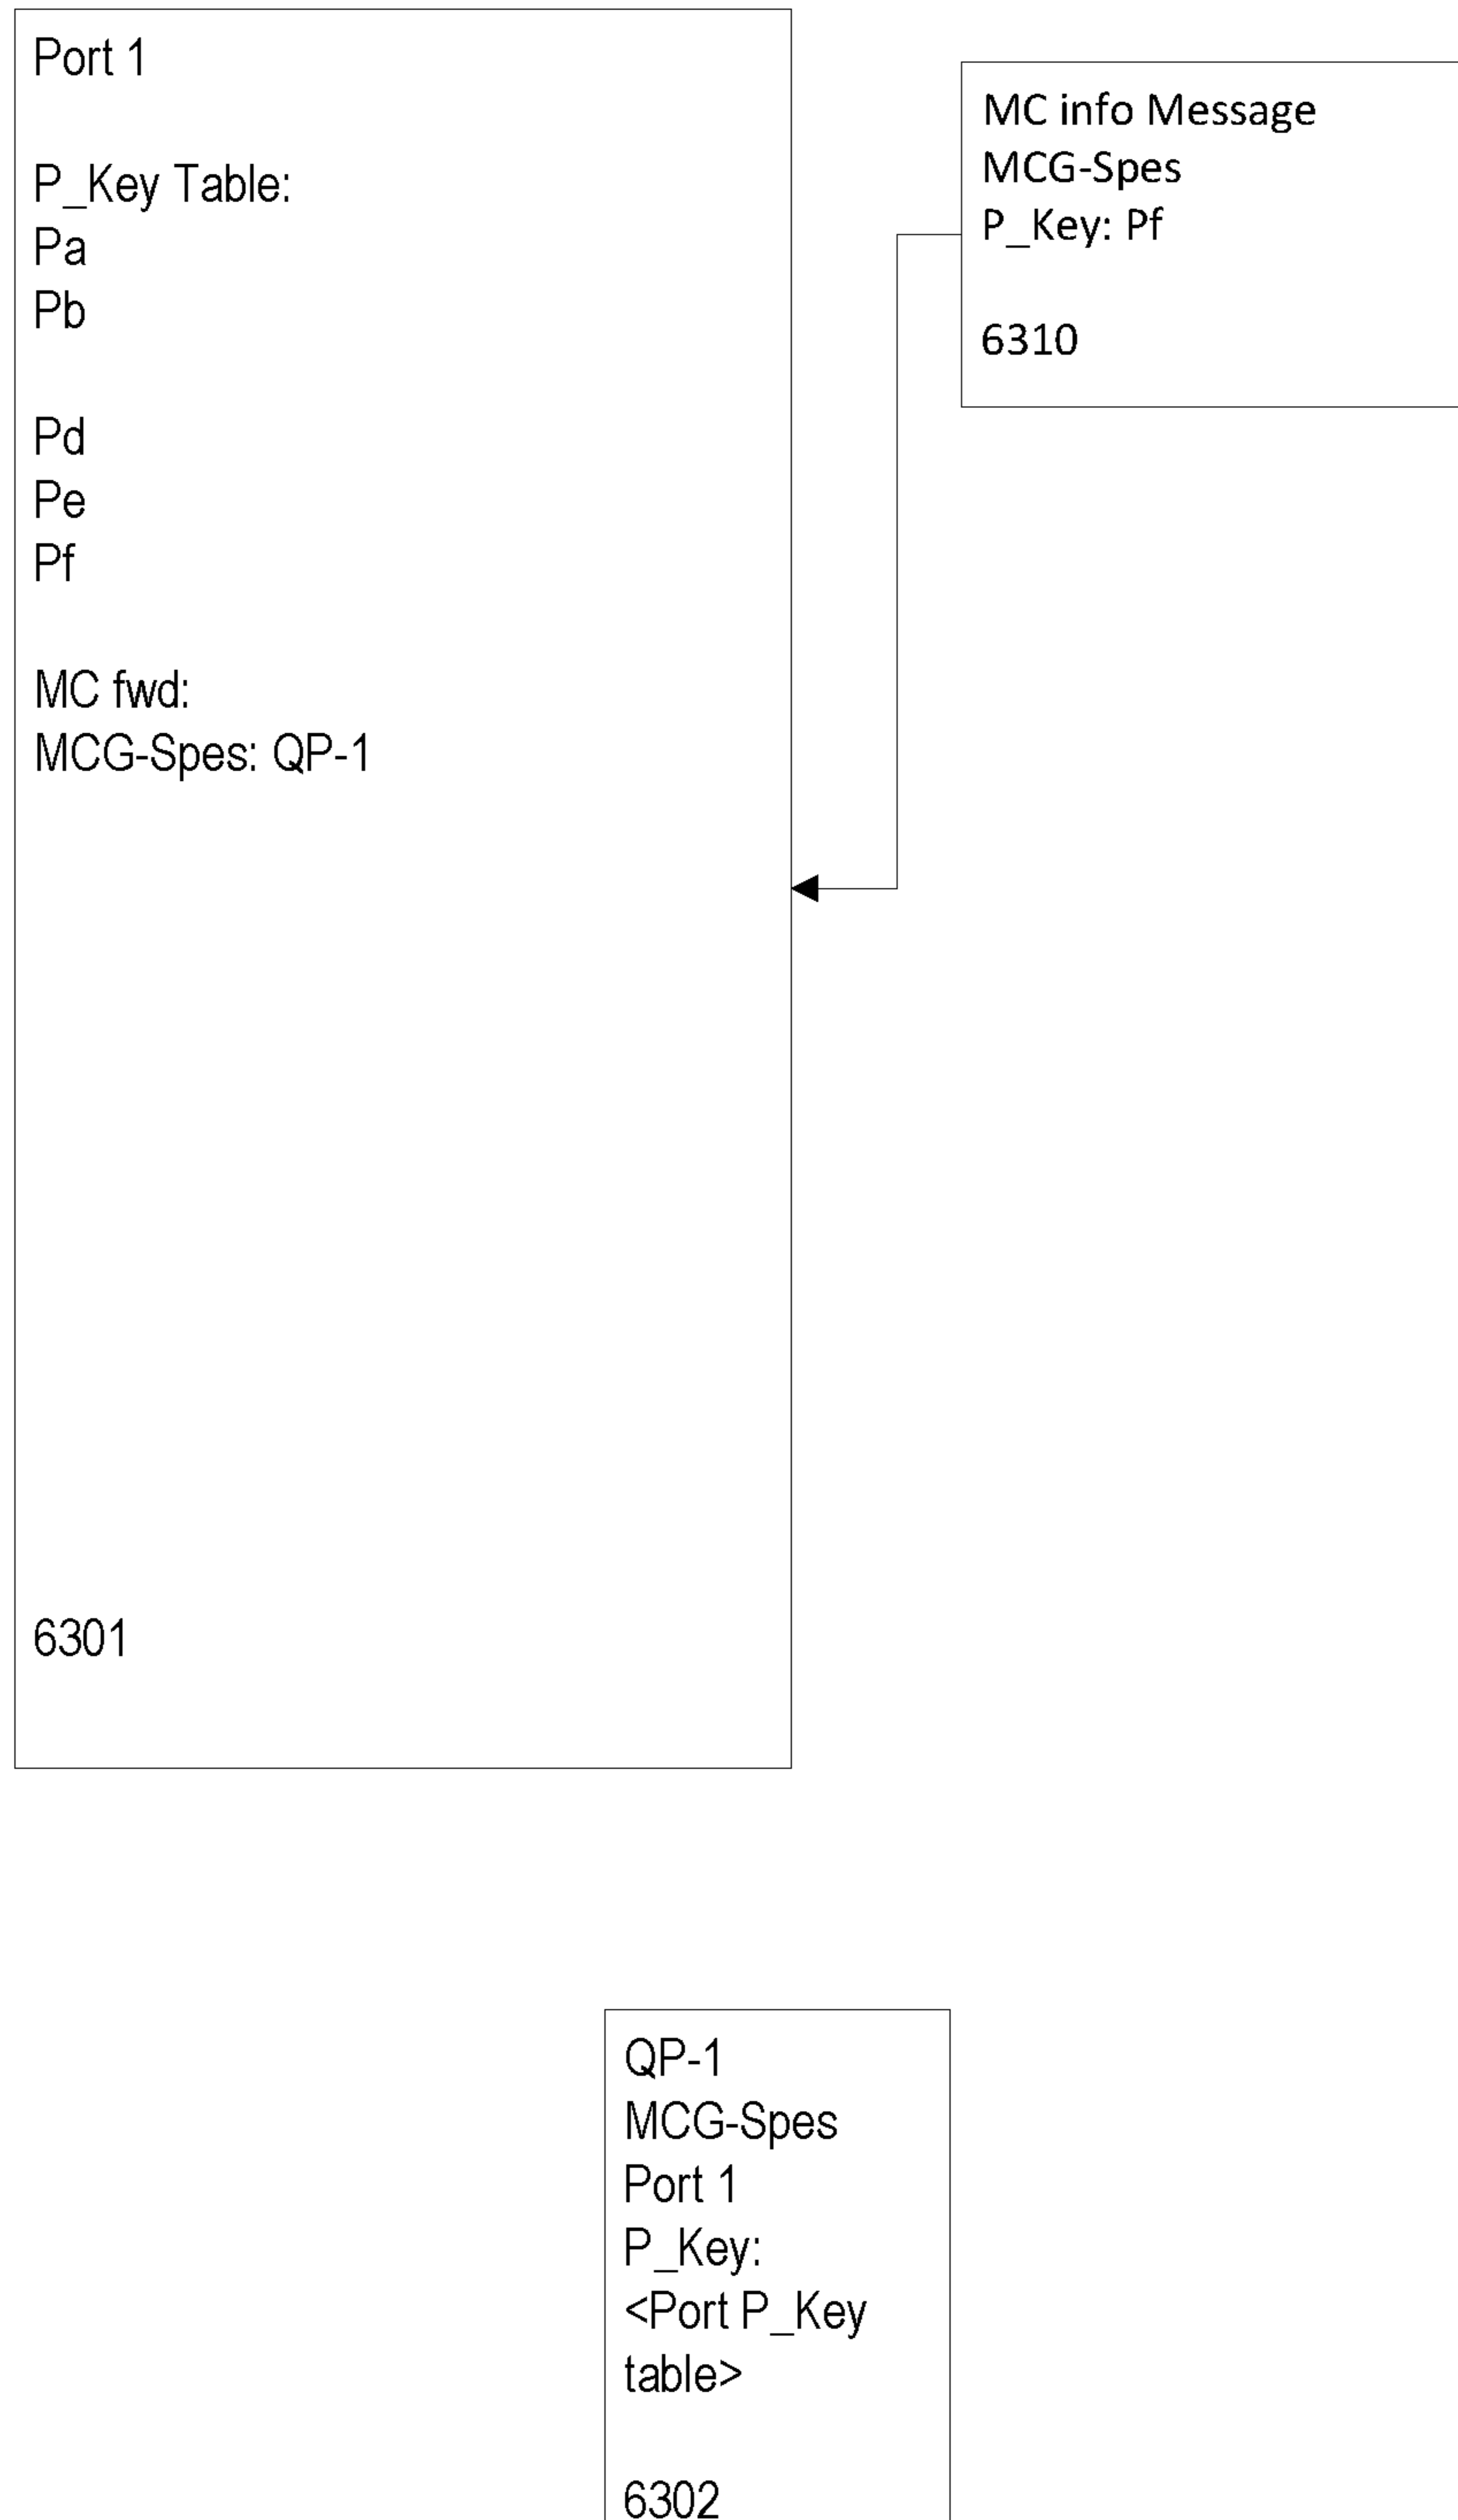 Port 1
P_Key Table:
Pa
Pb
Pd
Pe
Pf
MC fwd:
MCG-Spes: QP-1
6301
MC info Message
MCG-Spes
P_Key: Pf
6310
QP-1
MCG-Spes
Port 1
P_Key:
<Port P_Key
table>
6302